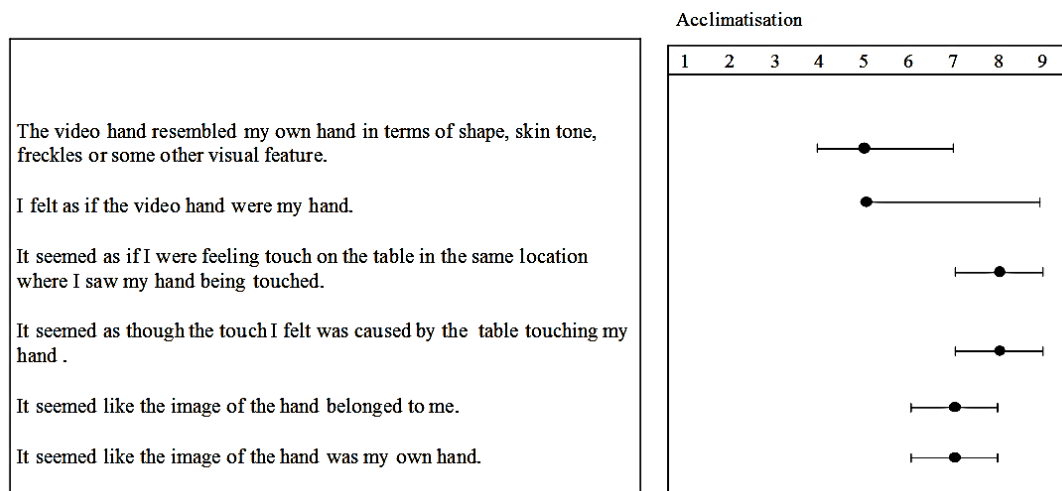 Acclimatisation
1 2 3 4 5 6 7 8 9
The video hand resembled my own hand in terms of shape, skin tone,
freckles or some other visual feature.
I felt as if the video hand were my hand.
It seemed as if I were feeling touch on the table in the same location
where I saw my hand being touched.
It seemed as though the touch I felt was caused by the table touching my
hand .
It seemed like the image of the hand belonged to me.
It seemed like the image of the hand was my own hand.